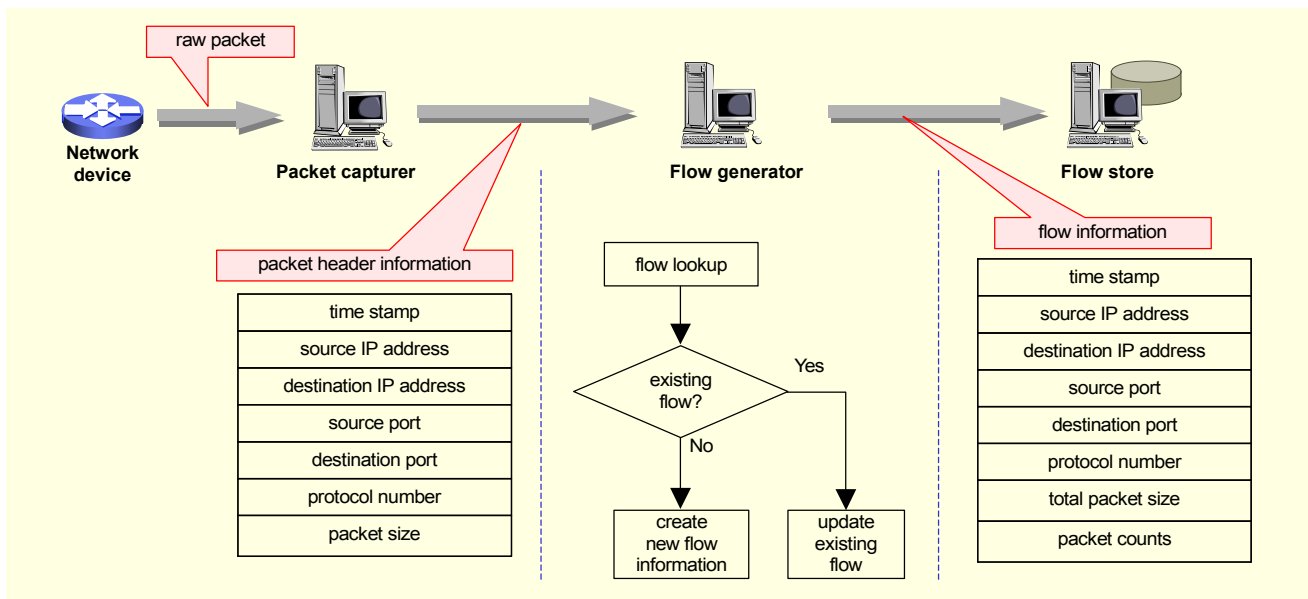 raw packet
Network
device
Packet capturer
Flow generator
Flow store
packet header information
time stamp
source IP address
destination IP address
source port
destination port
protocol number
packet size
flow lookup
existing
flow?
Yes
No
create
new flow
information
update
existing
flow
flow information
time stamp
source IP address
destination IP address
source port
destination port
protocol number
total packet size
packet counts